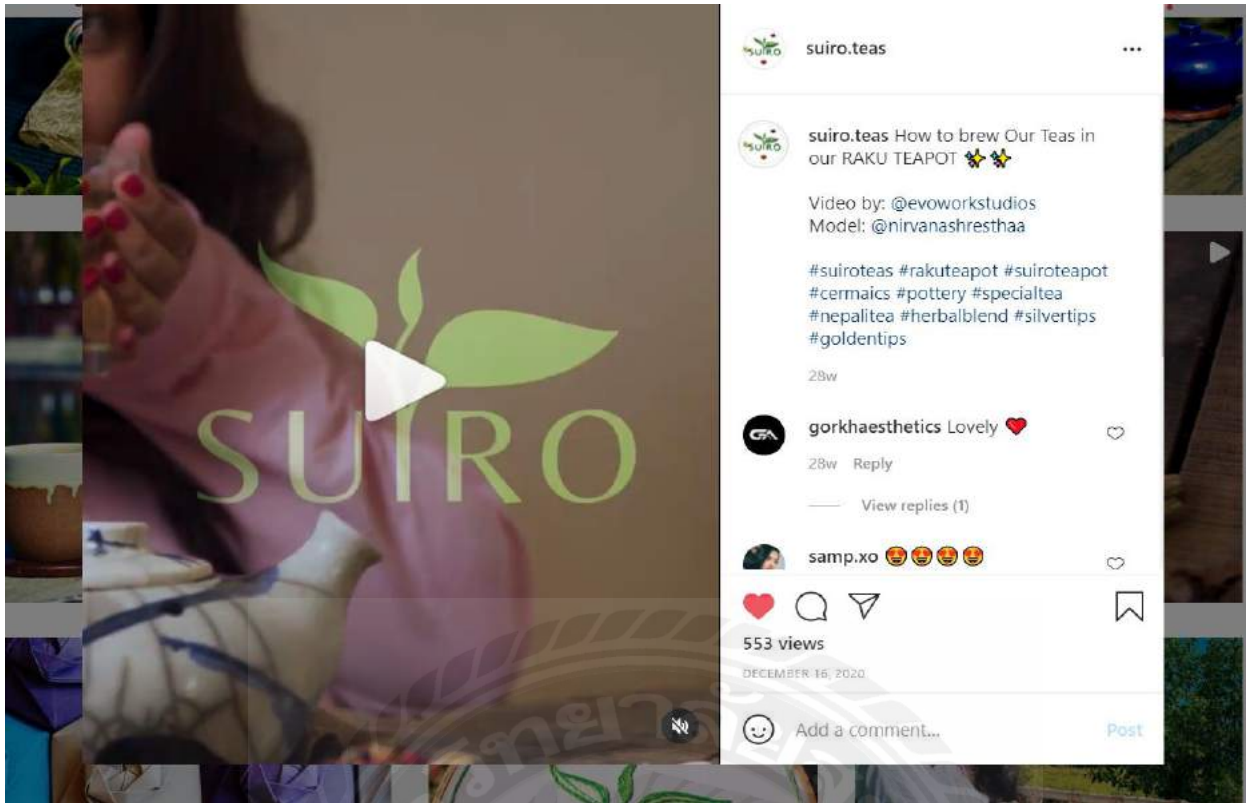 SUIRO
suiro.teas
suiro.teas How to brew Our Teas in
our RAKU TEAPOT ✨✨
Video by: @evoworkstudios
Model: @nirvanashresthaa
#suiroteas #rakuteapot #suiroteapot
#cermaics #pottery #specialtea
#nepalitea #herbalblend #silvertips
#goldentips
28w
gorkhaesthetics Lovely ❤️
28w Reply
View replies (1)
samp.xo 😍😍😍😍
553 views
DECEMBER 16, 2020
Add a comment...
Post